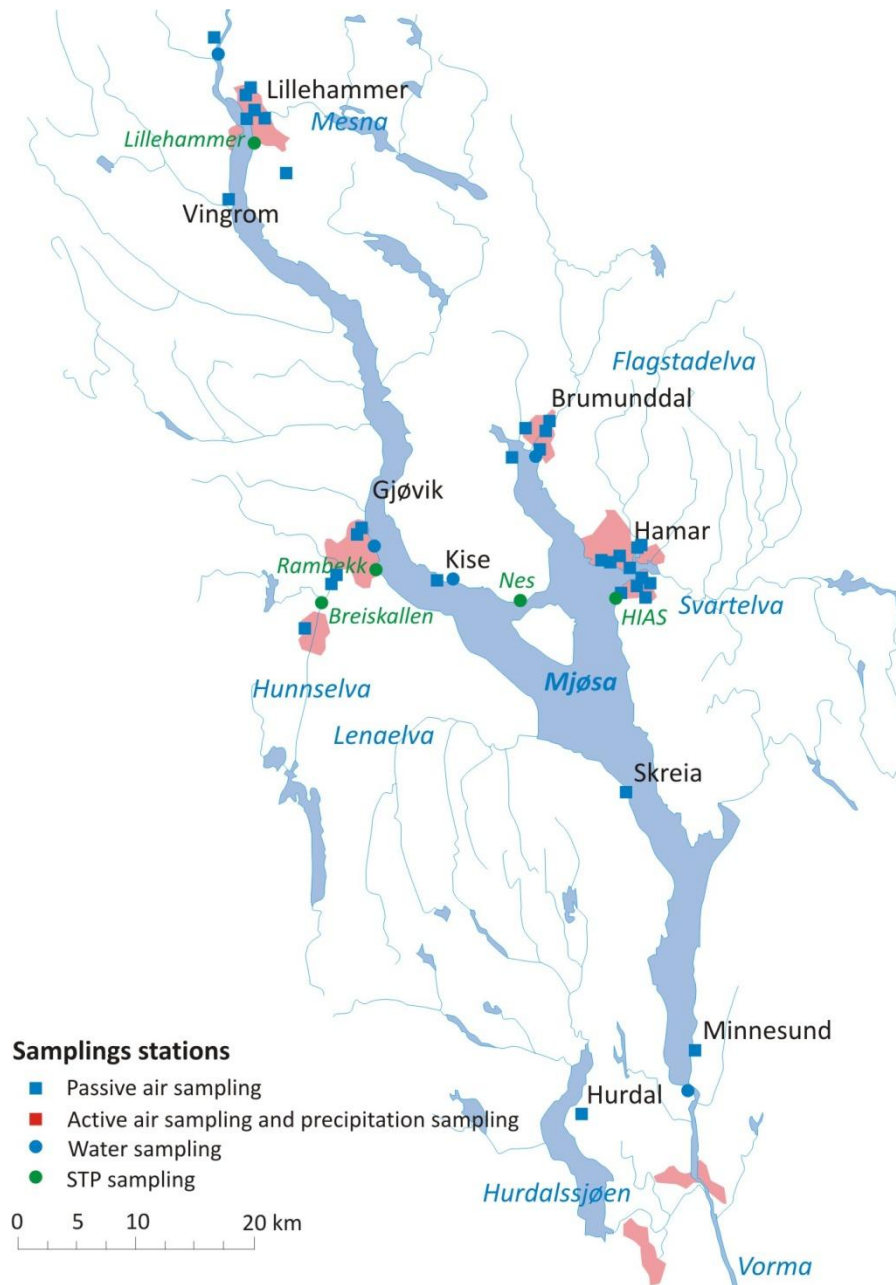 Lillehammer
Mesna
Lillehammer
Vingrom
Flagstadelva
Brumunddal
Gjøvik
Hamar
Kise
Rambekk
Nes
Breiskallen
HIAS
Svartelva
Hunnselva
Mjøsa
Lenaelva
Skreia
Minnesund
Hurdal
Hurdalssjøen
Vorma
Samplings stations
Passive air sampling
Active air sampling and precipitation sampling
Water sampling
STP sampling
0 5 10 20 km